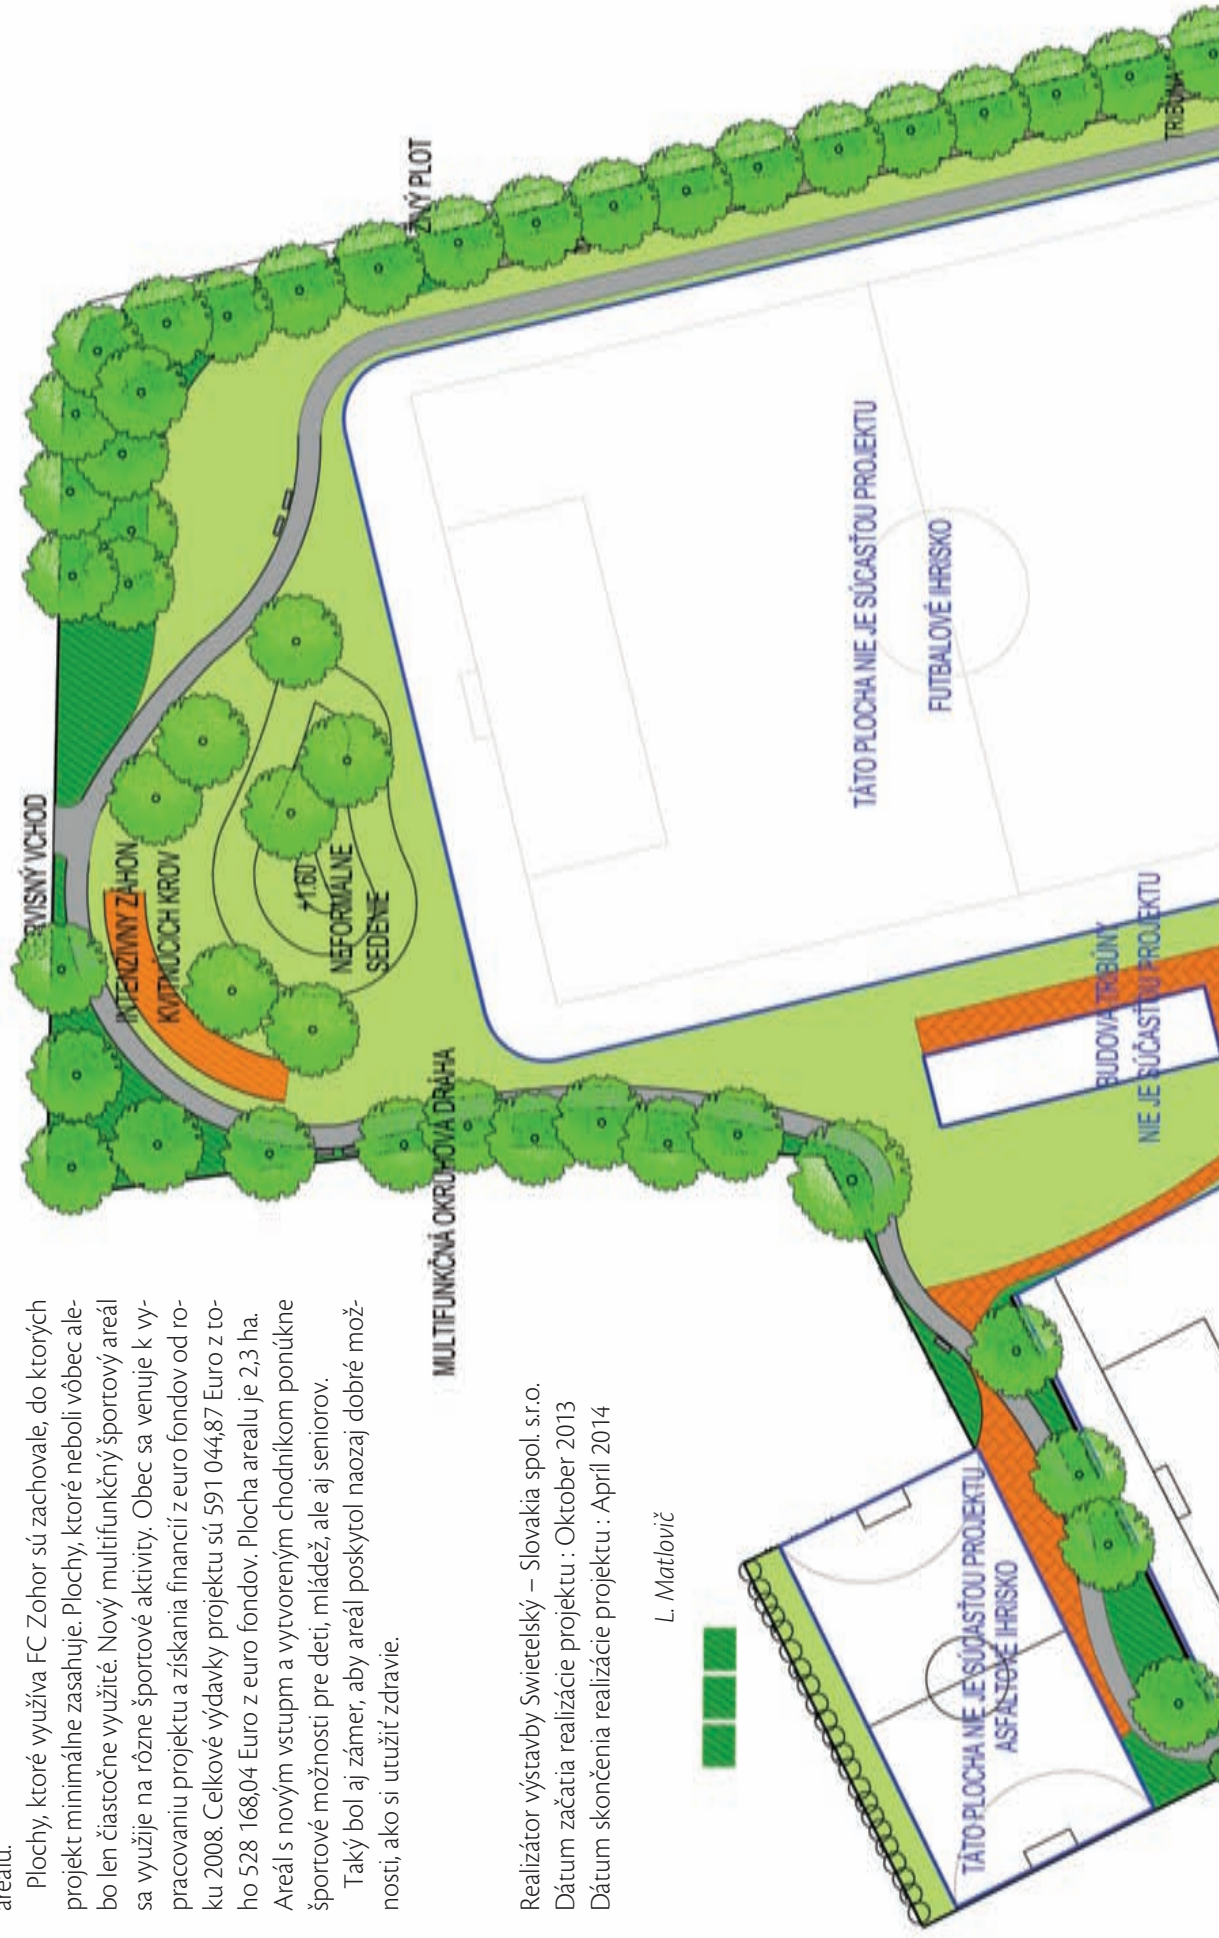 areálu.
Plochy, ktoré využíva FC Zohor sú zachovale, do ktorých
projekt minimálne zasahuje. Plochy, ktoré neboli vôbec ale-
bo len čiastočne využité. Nový multifunkčný športový areál
sa využije na rôzne športové aktivity. Obec sa venuje k vy-
pracovaniu projektu a získania financií z euro fondov od ro-
ku 2008. Celkové výdavky projektu sú 591 044,87 Euro z to-
ho 528 168,04 Euro z euro fondov. Plocha arealu je 2,3 ha.
Areál s novým vstupm a vytvoreným chodníkom ponúkne
športové možnosti pre deti, mládež, ale aj seniorov.
Taký bol aj zámer, aby areál poskytol naozaj dobré mož-
nosti, ako si utužiť zdravie.
Realizátor výstavby Swietelský – Slovakia spol. s.r.o.
Dátum začatia realizácie projektu : Október 2013
Dátum skončenia realizácie projektu : Apríl 2014
L. Matlovič
RVISNÝ VCHOD
INTENZÍVNY ZÁHON
KVITNÚCICH KROV
+1.60
NEFORMÁLNE
SEDENIE
MULTIFUNKČNÁ OKRUHOVÁ DRÁHA
ŽNÝ PLOT
TÁTO PLOCHA NIE JE SÚČASŤOU PROJEKTU
FUTBALOVÉ IHRISKO
TRIBÚNA
BUDOVA TRIBÚNY
NIE JE SÚČASŤOU PROJEKTU
TÁTO PLOCHA NIE JE SÚČASŤOU PROJEKTU
ASFALTOVÉ IHRISKO